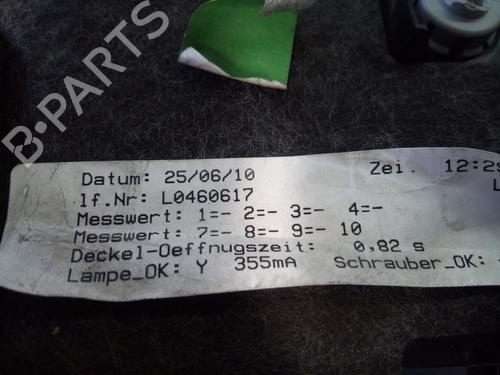 B-PARTS
Datum: 25/06/10 Zei. 12:2
lf.Nr: L0460617 L
Messwert: 1=- 2=- 3=- 4=-
Messwert: 7=- 8=- 9=- 10
Deckel-Oeffnugszeit: 0,82 s
Lampe_OK: Y 355mA Schrauber_OK: